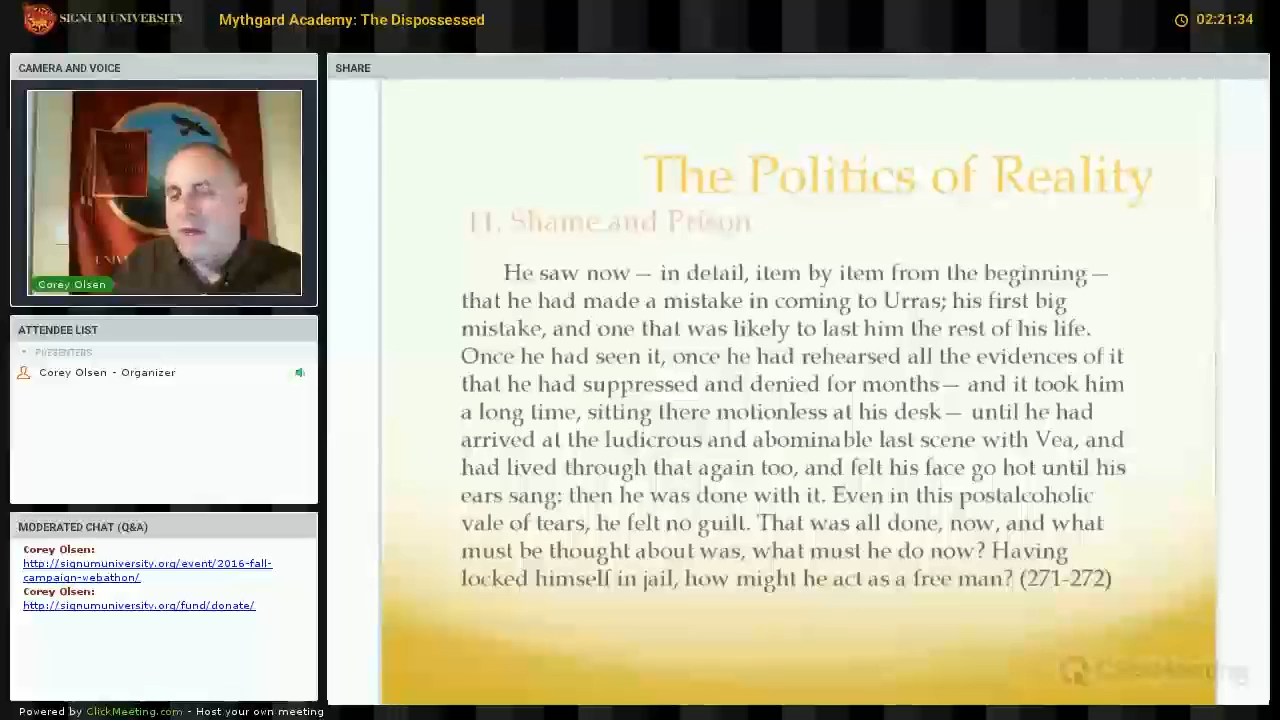 SIGNUM UNIVERSITY
Mythgard Academy: The Dispossessed
02:21:34
CAMERA AND VOICE
Corey Olsen
ATTENDEE LIST
PRESENTERS
Corey Olsen - Organizer
MODERATED CHAT (Q&A)
Corey Olsen:
http://signumuniversity.org/event/2016-fall-
campaign-webathon/
Corey Olsen:
http://signumuniversity.org/fund/donate/
SHARE
The Politics of Reality
11. Shame and Prison
He saw now — in detail, item by item from the beginning —
that he had made a mistake in coming to Urras; his first big
mistake, and one that was likely to last him the rest of his life.
Once he had seen it, once he had rehearsed all the evidences of it
that he had suppressed and denied for months— and it took him
a long time, sitting there motionless at his desk— until he had
arrived at the ludicrous and abominable last scene with Vea, and
had lived through that again too, and felt his face go hot until his
ears sang: then he was done with it. Even in this postalcoholic
vale of tears, he felt no guilt. That was all done, now, and what
must be thought about was, what must he do now? Having
locked himself in jail, how might he act as a free man? (271-272)
ClickMeeting
Powered by ClickMeeting.com - Host your own meeting